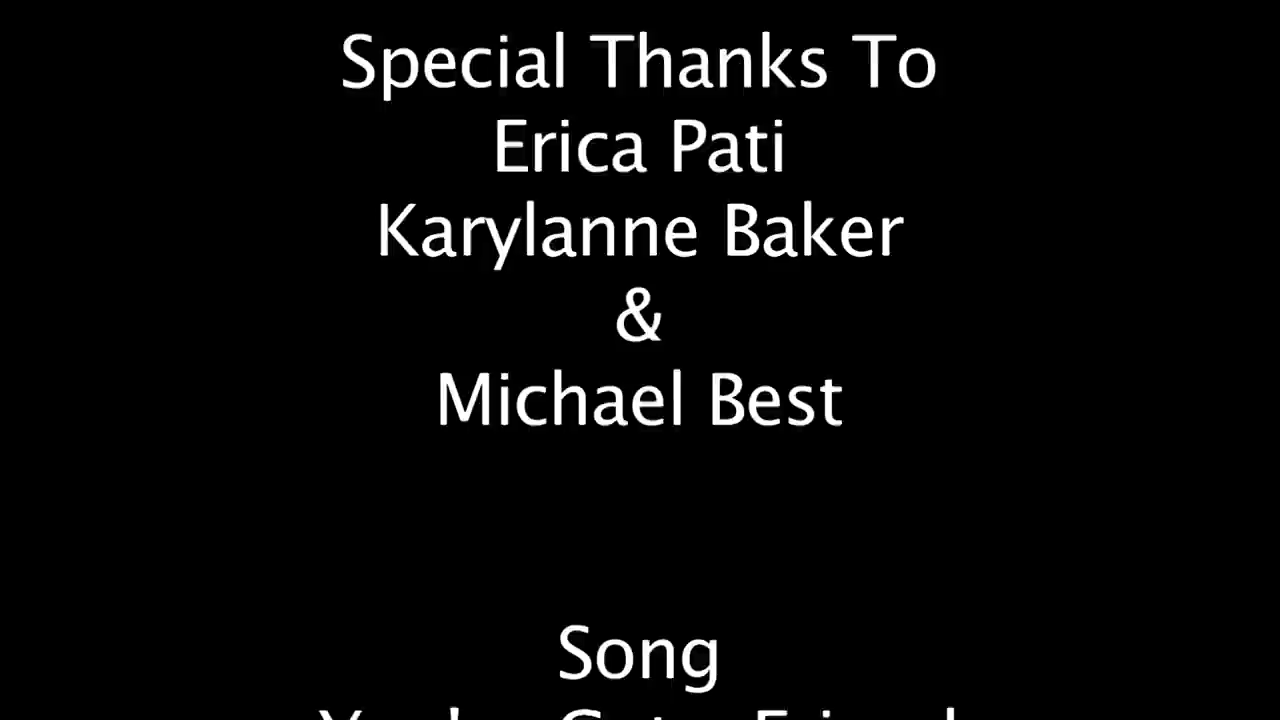 Special Thanks To
Erica Pati
Karylanne Baker
&
Michael Best
Song